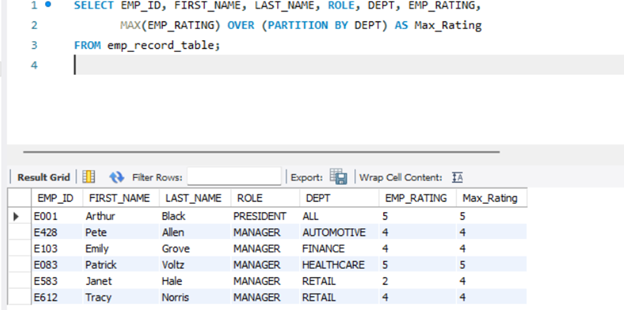 1 SELECT EMP_ID, FIRST_NAME, LAST_NAME, ROLE, DEPT, EMP_RATING,
2 MAX(EMP_RATING) OVER (PARTITION BY DEPT) AS Max_Rating
3 FROM emp_record_table;
4
Result Grid Filter Rows: Export: Wrap Cell Content: IA
EMP_ID FIRST_NAME LAST_NAME ROLE DEPT EMP_RATING Max_Rating
E001 Arthur Black PRESIDENT ALL 5 5
E428 Pete Allen MANAGER AUTOMOTIVE 4 4
E103 Emily Grove MANAGER FINANCE 4 4
E083 Patrick Voltz MANAGER HEALTHCARE 5 5
E583 Janet Hale MANAGER RETAIL 2 4
E612 Tracy Norris MANAGER RETAIL 4 4